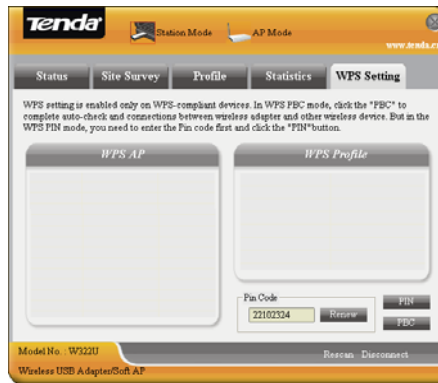 Tenda
Station Mode AP Mode
www.tenda.c
Status Site Survey Profile Statistics WPS Setting
WPS setting is enabled only on WPS-compliant devices. In WPS PBC mode, click the "PBC" to
complete auto-check and connections between wireless adapter and other wireless device. But in the
WPS PIN mode, you need to enter the Pin code first and click the "PIN"button.
WPS AP WPS Profile
Pin Code
22102324 Renew PIN
PBC
Model No. : W322U Rescan Disconnect
Wireless USB Adapter/Soft AP